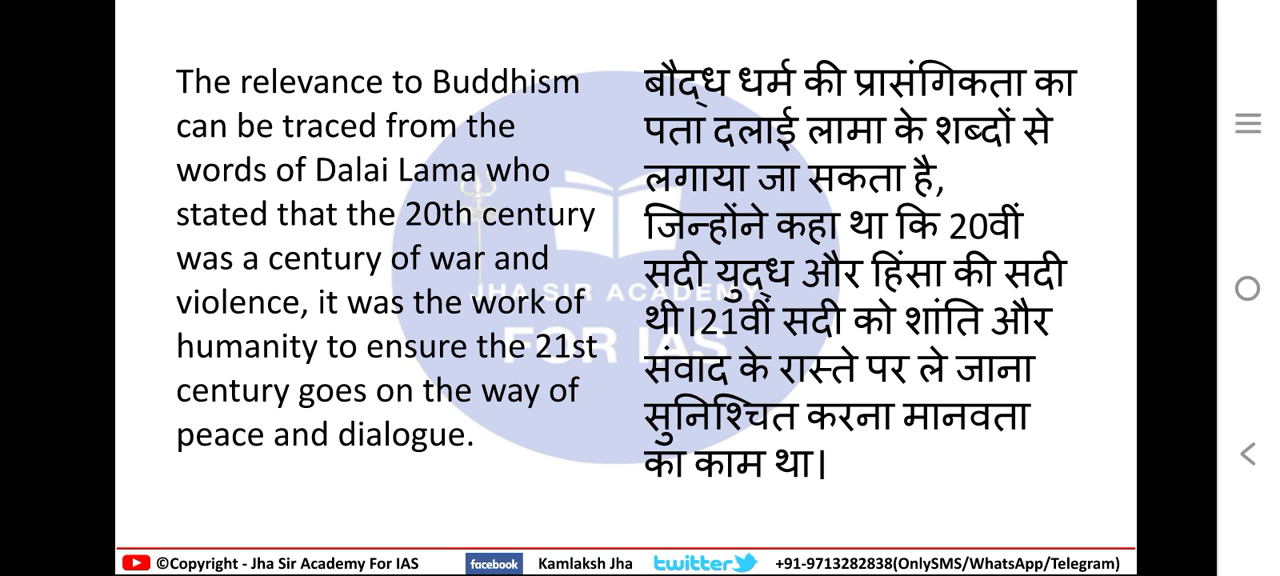 The relevance to Buddhism
can be traced from the
words of Dalai Lama who
stated that the 20th century
was a century of war and
violence, it was the work of
humanity to ensure the 21st
century goes on the way of
peace and dialogue.
बौद्ध धर्म की प्रासंगिकता का
पता दलाई लामा के शब्दों से
लगाया जा सकता है,
जिन्होंने कहा था कि 20वीं
सदी युद्ध और हिंसा की सदी
थी।21वीं सदी को शांति और
संवाद के रास्ते पर ले जाना
सुनिश्चित करना मानवता
का काम था।
JHA SIR ACADEMY
FOR IAS
©Copyright - Jha Sir Academy For IAS facebook Kamlaksh Jha twitter +91-9713282838(OnlySMS/WhatsApp/Telegram)